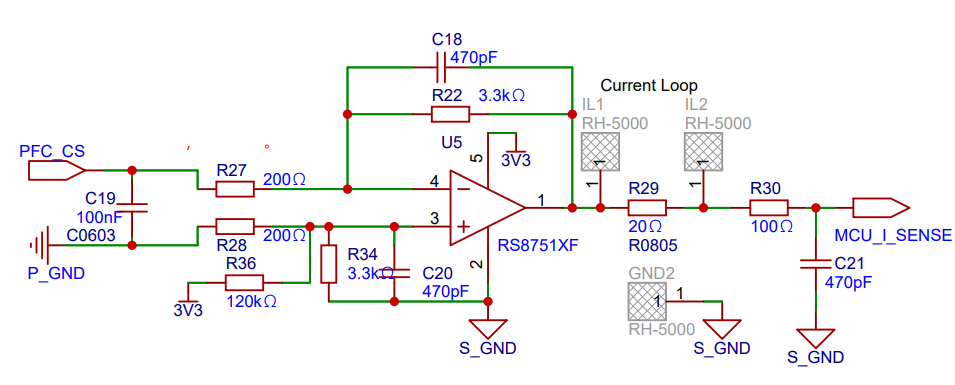 C18
470pF
R22 3.3kΩ
Current Loop
IL1
RH-5000
1
1
IL2
RH-5000
1
1
U5
5
3V3
PFC_CS
R27
200Ω
4
C19
100nF
C0603
1
R29
20Ω
R0805
R30
100Ω
MCU_I_SENSE
3
RS8751XF
R28
200Ω
P_GND
R36
120kΩ
3V3
R34
3.3kΩ
C20
470pF
2
S_GND
GND2
1
1
RH-5000
S_GND
C21
470pF
S_GND